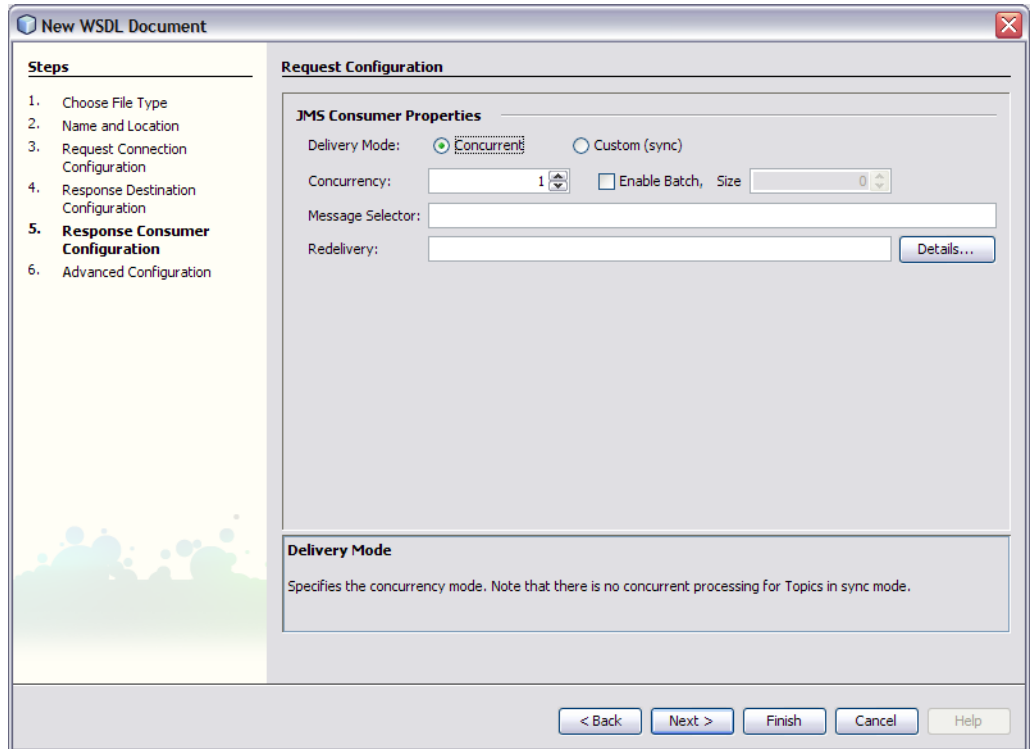 New WSDL Document
Steps
1. Choose File Type
2. Name and Location
3. Request Connection
Configuration
4. Response Destination
Configuration
5. Response Consumer
Configuration
6. Advanced Configuration
Request Configuration
JMS Consumer Properties
Delivery Mode: Concurrent Custom (sync)
Concurrency: 1 Enable Batch, Size 0
Message Selector:
Redelivery: Details...
Delivery Mode
Specifies the concurrency mode. Note that there is no concurrent processing for Topics in sync mode.
< Back Next > Finish Cancel Help